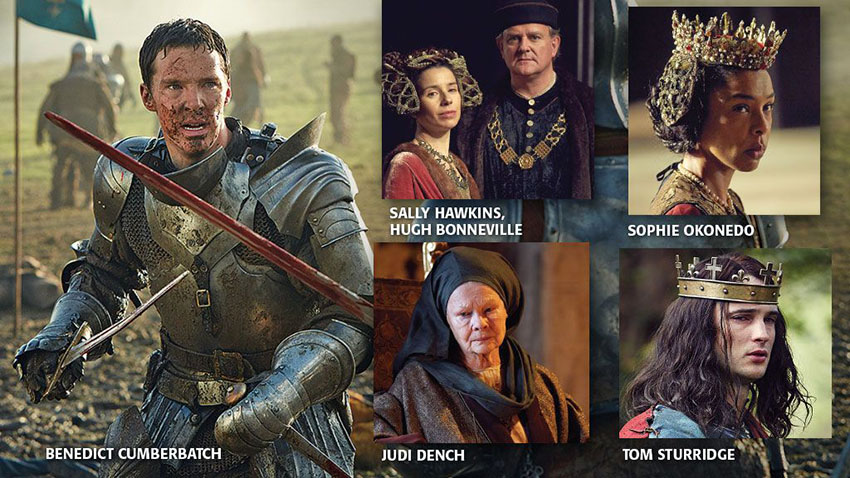 SALLY HAWKINS,
HUGH BONNEVILLE
SOPHIE OKONEDO
BENEDICT CUMBERBATCH
JUDI DENCH
TOM STURRIDGE